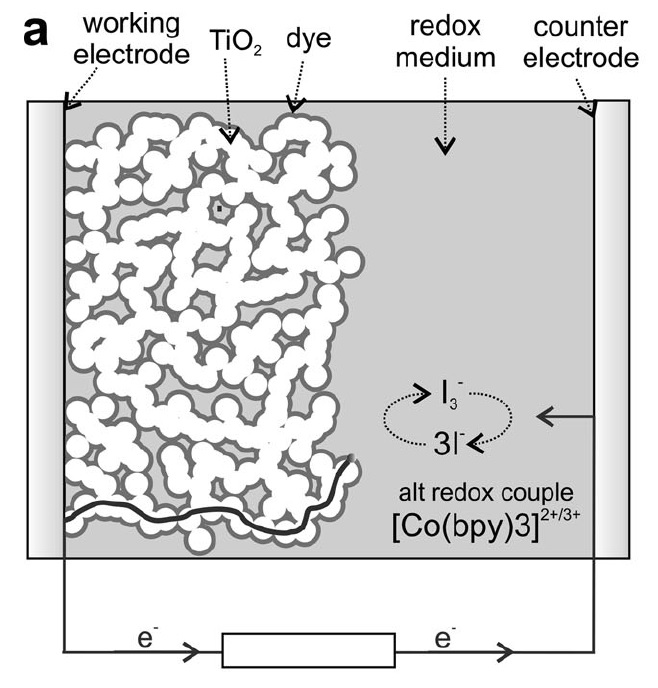 a
working
electrode
TiO₂
dye
redox
medium
counter
electrode
I₃⁻
3I⁻
alt redox couple
[Co(bpy)3]²⁺/³⁺
e⁻
e⁻